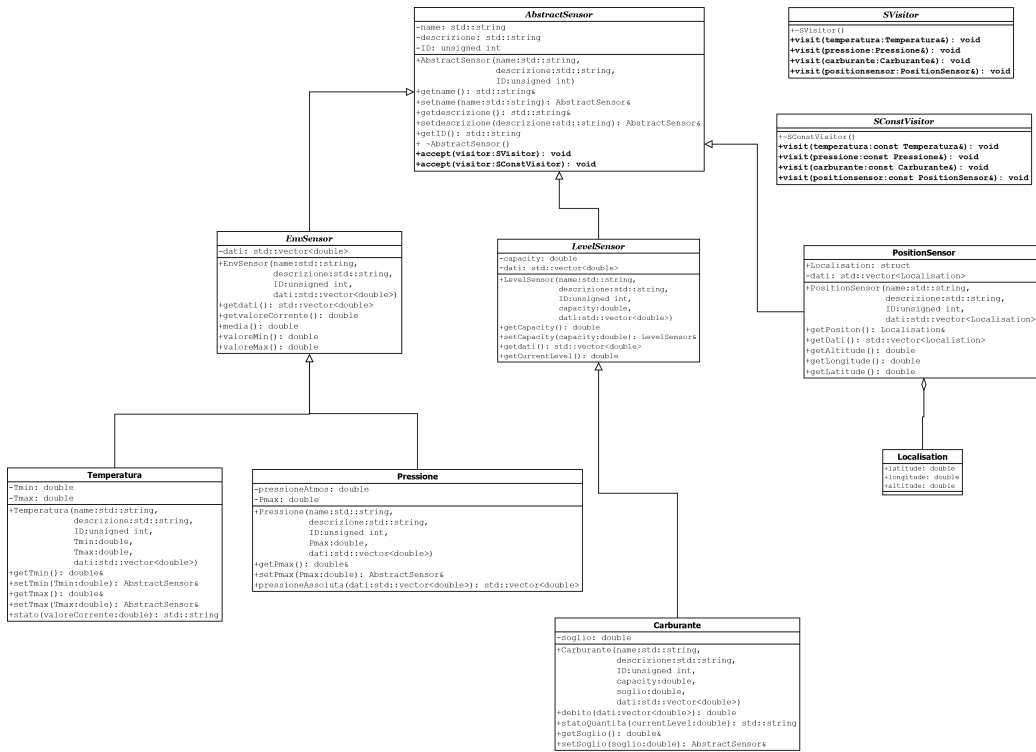 AbstractSensor
-name: std::string
-descrizione: std::string
-ID: unsigned int
+AbstractSensor(name:std::string,
descrizione:std::string,
ID:unsigned int)
+getname(): std::string&
+setname(name:std::string): AbstractSensor&
+getdescrizione(): std::string&
+setdescrizione(descrizione:std::string): AbstractSensor&
+getID(): std::string
+ ~AbstractSensor()
+accept(visitor:SVisitor): void
+accept(visitor:SConstVisitor): void
SVisitor
+~SVisitor()
+visit(temperatura:Temperatura&): void
+visit(pressione:Pressione&): void
+visit(carburante:Carburante&): void
+visit(positionsensor:PositionSensor&): void
SConstVisitor
+~SConstVisitor()
+visit(temperatura:const Temperatura&): void
+visit(pressione:const Pressione&): void
+visit(carburante:const Carburante&): void
+visit(positionsensor:const PositionSensor&): void
EnvSensor
-dati: std::vector<double>
+EnvSensor(name:std::string,
descrizione:std::string,
ID:unsigned int,
dati:std::vector<double>)
+getdati(): std::vector<double>
+getvaloreCorrente(): double
+media(): double
+valoreMin(): double
+valoreMax(): double
LevelSensor
-capacity: double
-dati: std::vector<double>
+LevelSensor(name:std::string,
descrizione:std::string,
ID:unsigned int,
capacity:double,
dati:std::vector<double>)
+getCapacity(): double
+setCapacity(capacity:double): LevelSensor&
+getdati(): std::vector<double>
+getCurrentLevel(): double
PositionSensor
+Localisation: struct
-dati: std::vector<Localisation>
+PositionSensor(name:std::string,
descrizione:std::string,
ID:unsigned int,
dati:std::vector<Localisation>
+getPositon(): Localisation&
+getDati(): std::vector<Localistion>
+getAltitude(): double
+getLongitude(): double
+getLatitude(): double
Localisation
+latitude: double
+longitude: double
+altitude: double
Temperatura
-Tmin: double
-Tmax: double
+Temperatura(name:std::string,
descrizione:std::string,
ID:unsigned int,
Tmin:double,
Tmax:double,
dati:std::vector<double>)
+getTmin(): double&
+setTmin(Tmin:double): AbstractSensor&
+getTmax(): double&
+setTmax(Tmax:double): AbstractSensor&
+stato(valoreCorrente:double): std::string
Pressione
-pressioneAtmos: double
-Pmax: double
+Pressione(name:std::string,
descrizione:std::string,
ID:unsigned int,
Pmax:double,
dati:std::vector<double>)
+getPmax(): double&
+setPmax(Pmax:double): AbstractSensor&
+pressioneAssoluta(dati:std::vector<double>): std::vector<double>
Carburante
-soglio: double
+Carburante(name:std::string,
descrizione:std::string,
ID:unsigned int,
capacity:double,
soglio:double,
dati:std::vector<double>)
+debito(dati:vector<double>): double
+statoQuantita(currentLevel:double): std::string
+getSoglio(): double&
+setSoglio(soglio:double): AbstractSensor&